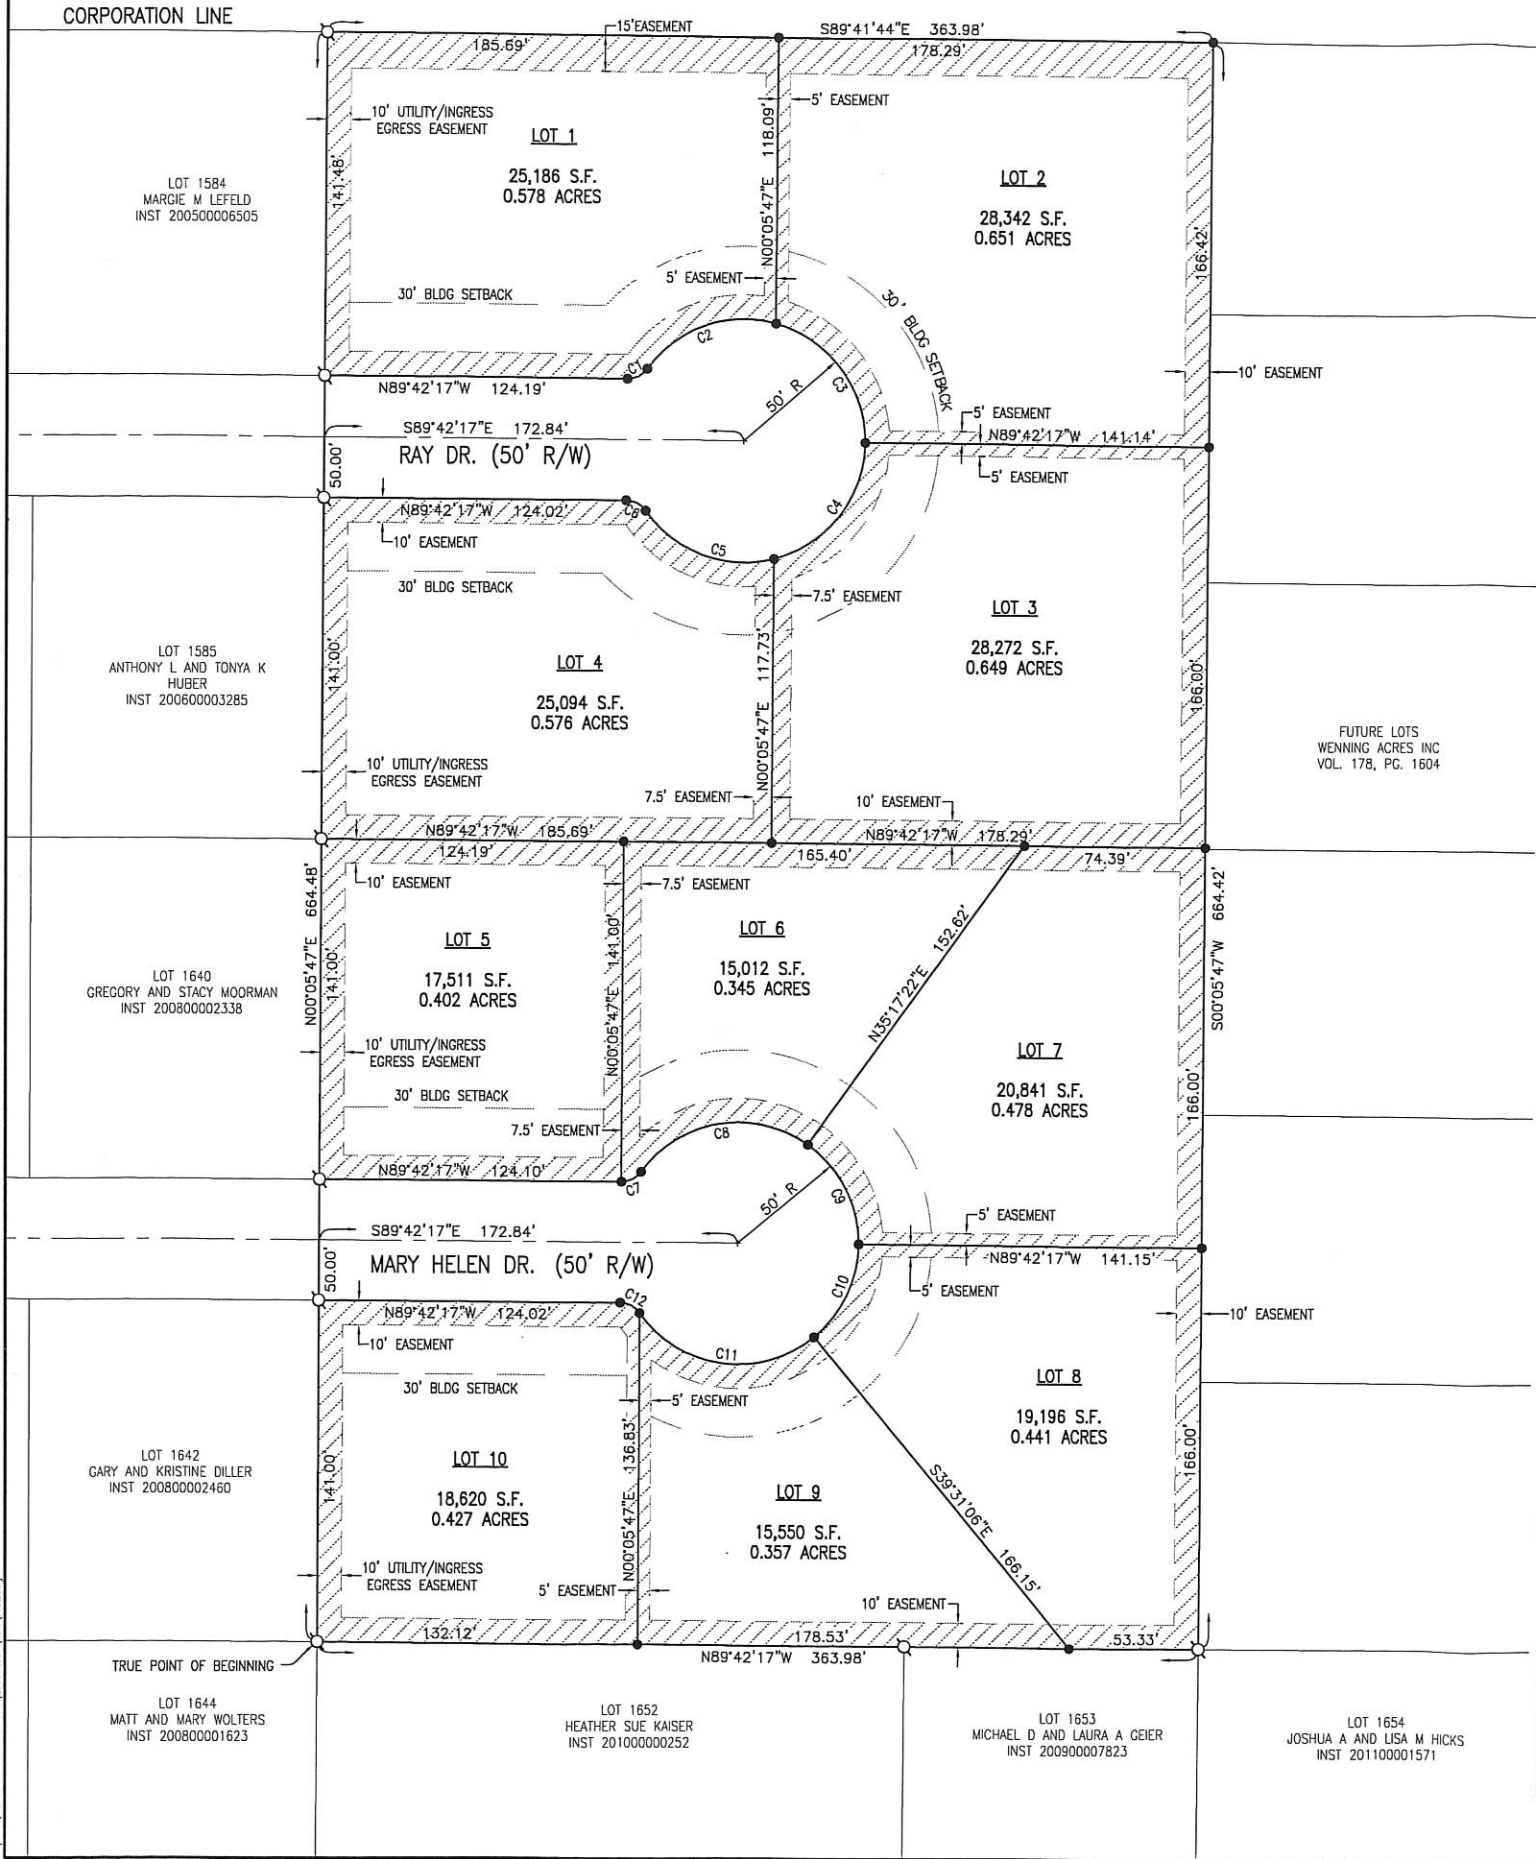 CORPORATION LINE
15'EASEMENT
S89°41'44"E 363.98'
185.69'
178.29'
10' UTILITY/INGRESS
EGRESS EASEMENT
5' EASEMENT
LOT 1
25,186 S.F.
0.578 ACRES
141.48'
N00°05'47"E 118.09'
LOT 2
28,342 S.F.
0.651 ACRES
166.42'
LOT 1584
MARGIE M LEFELD
INST 200500006505
5' EASEMENT
30' BLDG SETBACK
30' BLDG SETBACK
C1
C2
C3
50' R
N89°42'17"W 124.19'
10' EASEMENT
5' EASEMENT
S89°42'17"E 172.84'
N89°42'17"W 141.14'
RAY DR. (50' R/W)
50.00'
5' EASEMENT
N89°42'17"W 124.02'
C6
C5
C4
10' EASEMENT
30' BLDG SETBACK
7.5' EASEMENT
LOT 3
28,272 S.F.
0.649 ACRES
166.00'
LOT 1585
ANTHONY L AND TONYA K
HUBER
INST 200600003285
141.00'
LOT 4
25,094 S.F.
0.576 ACRES
N00°05'47"E 117.73'
FUTURE LOTS
WENNING ACRES INC
VOL. 178, PG. 1604
10' UTILITY/INGRESS
EGRESS EASEMENT
7.5' EASEMENT
10' EASEMENT
N89°42'17"W 185.69'
N89°42'17"W 178.29'
124.19'
165.40'
74.39'
10' EASEMENT
7.5' EASEMENT
N00°05'47"E 664.48'
S00°05'47"W 664.42'
LOT 5
17,511 S.F.
0.402 ACRES
141.00'
N00°05'47"E 141.00'
LOT 6
15,012 S.F.
0.345 ACRES
N35°17'22"E 152.62'
LOT 1640
GREGORY AND STACY MOORMAN
INST 200800002338
10' UTILITY/INGRESS
EGRESS EASEMENT
LOT 7
20,841 S.F.
0.478 ACRES
166.00'
30' BLDG SETBACK
7.5' EASEMENT
C8
N89°42'17"W 124.10'
C7
50' R
C9
S89°42'17"E 172.84'
5' EASEMENT
MARY HELEN DR. (50' R/W)
50.00'
N89°42'17"W 141.15'
5' EASEMENT
C10
C12
N89°42'17"W 124.02'
10' EASEMENT
10' EASEMENT
C11
30' BLDG SETBACK
5' EASEMENT
LOT 8
19,196 S.F.
0.441 ACRES
166.00'
LOT 1642
GARY AND KRISTINE DILLER
INST 200800002460
141.00'
LOT 10
18,620 S.F.
0.427 ACRES
N00°05'47"E 136.83'
LOT 9
15,550 S.F.
0.357 ACRES
S39°31'06"E 166.15'
10' UTILITY/INGRESS
EGRESS EASEMENT
5' EASEMENT
10' EASEMENT
132.12'
178.53'
53.33'
N89°42'17"W 363.98'
TRUE POINT OF BEGINNING
LOT 1644
MATT AND MARY WOLTERS
INST 200800001623
LOT 1652
HEATHER SUE KAISER
INST 201000000252
LOT 1653
MICHAEL D AND LAURA A GEIER
INST 200900007823
LOT 1654
JOSHUA A AND LISA M HICKS
INST 201100001571